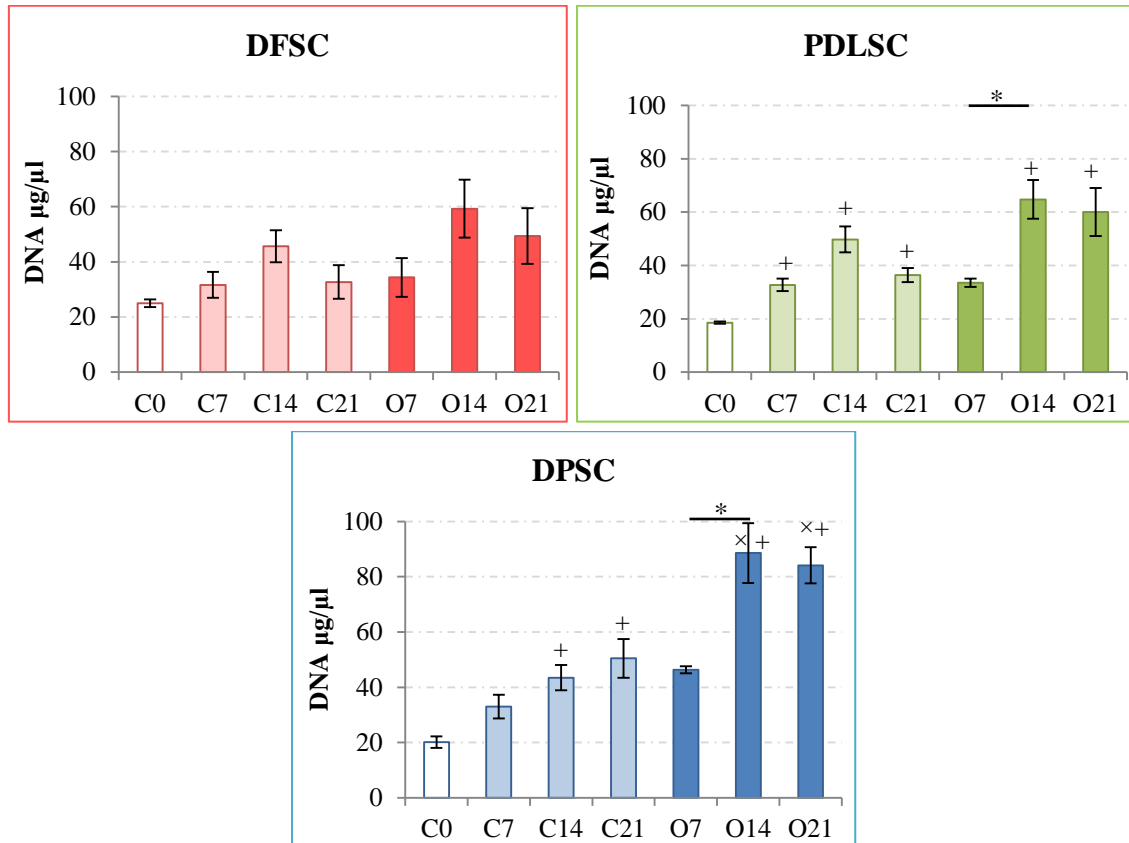 DFSC
100
80
60
40
20
0
DNA µg/µl
C0 C7 C14 C21 O7 O14 O21
PDLSC
*
100
80
60
40
20
0
DNA µg/µl
+ + + + +
C0 C7 C14 C21 O7 O14 O21
DPSC
*
100
80
60
40
20
0
DNA µg/µl
+ + ×+ ×+
C0 C7 C14 C21 O7 O14 O21